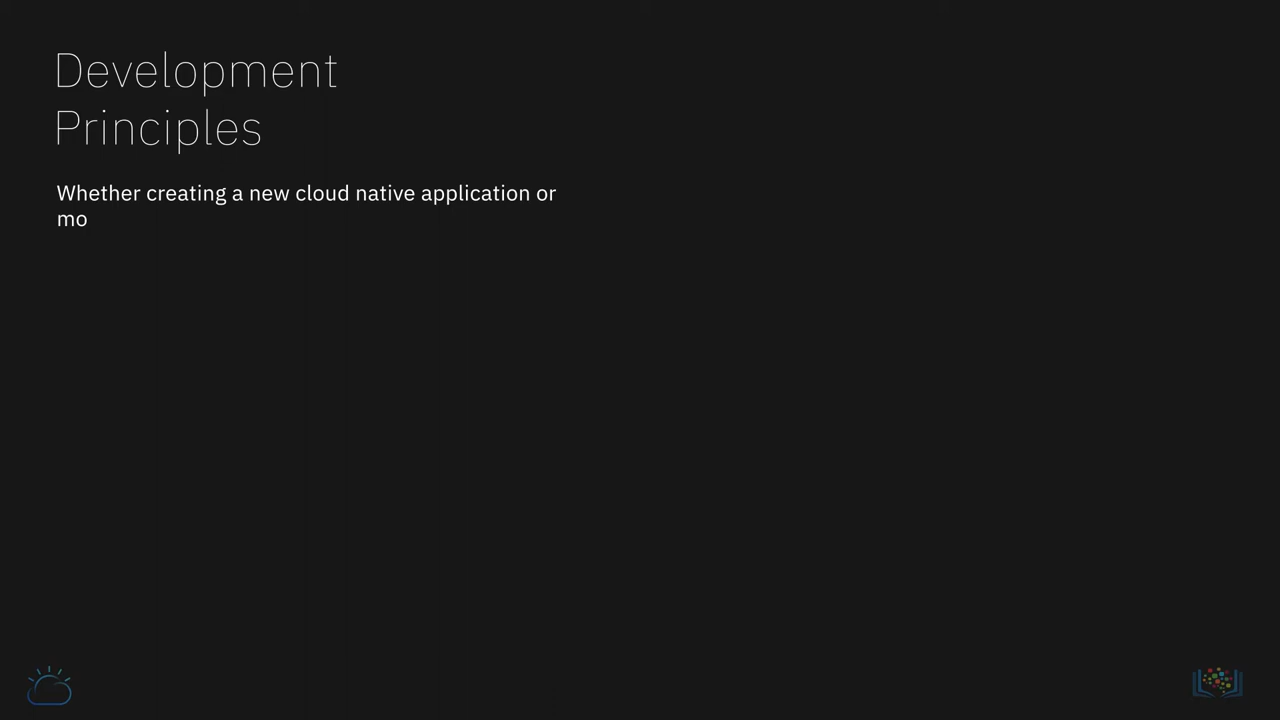 Development
Principles
Whether creating a new cloud native application or
mo